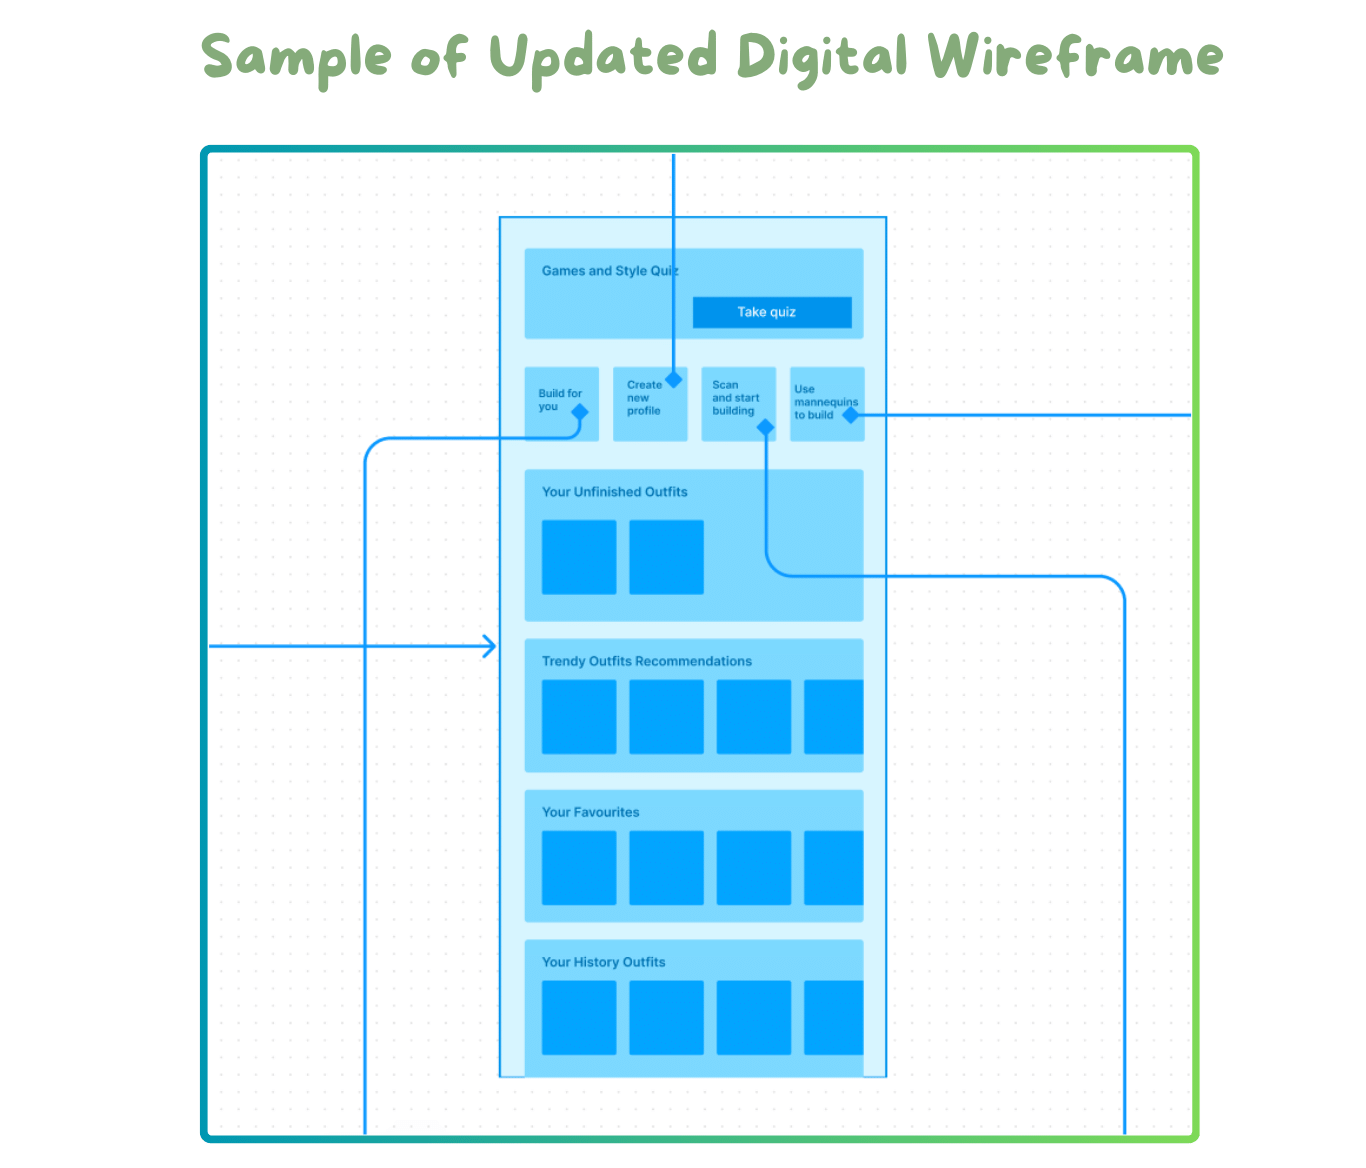 Sample of Updated Digital Wireframe
Games and Style Quiz
Take quiz
Build for
you
Create
new
profile
Scan
and start
building
Use
mannequins
to build
Your Unfinished Outfits
Trendy Outfits Recommendations
Your Favourites
Your History Outfits